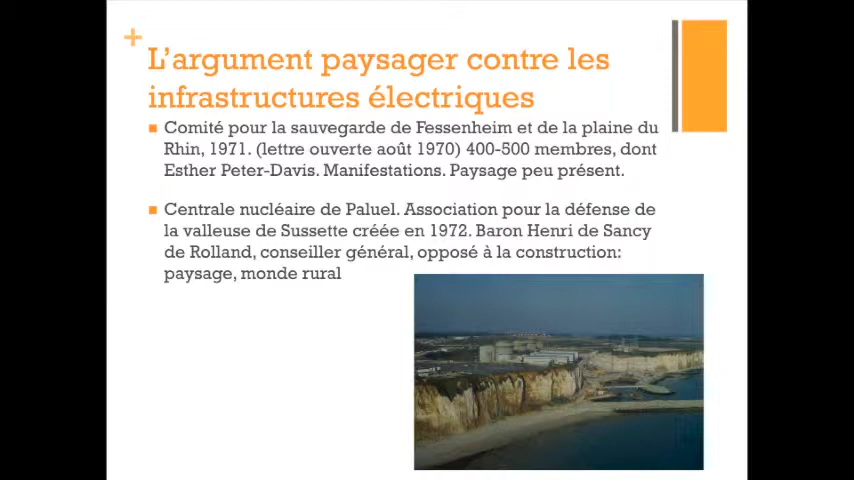 +
L'argument paysager contre les
infrastructures électriques
Comité pour la sauvegarde de Fessenheim et de la plaine du
Rhin, 1971. (lettre ouverte août 1970) 400-500 membres, dont
Esther Peter-Davis. Manifestations. Paysage peu présent.
Centrale nucléaire de Paluel. Association pour la défense de
la valleuse de Sussette créée en 1972. Baron Henri de Sancy
de Rolland, conseiller général, opposé à la construction:
paysage, monde rural